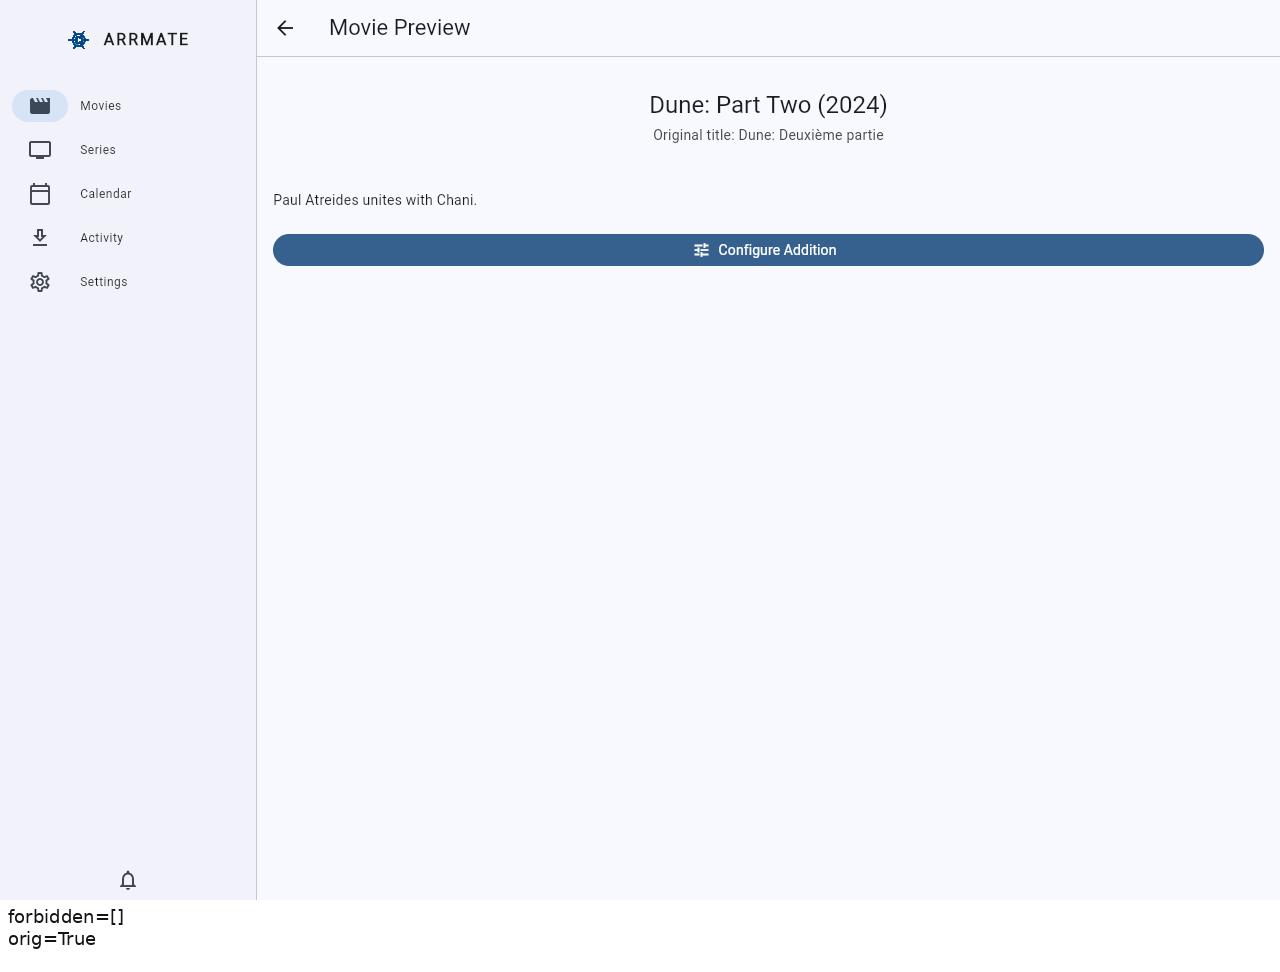 ARRMATE
Movie Preview
Movies
Series
Calendar
Activity
Settings
Dune: Part Two (2024)
Original title: Dune: Deuxième partie
Paul Atreides unites with Chani.
Configure Addition
forbidden=[]
orig=True